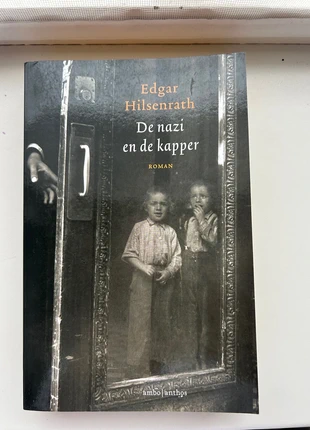 Edgar
Hilsenrath
De nazi
en de kapper
ROMAN
ambo|anthos